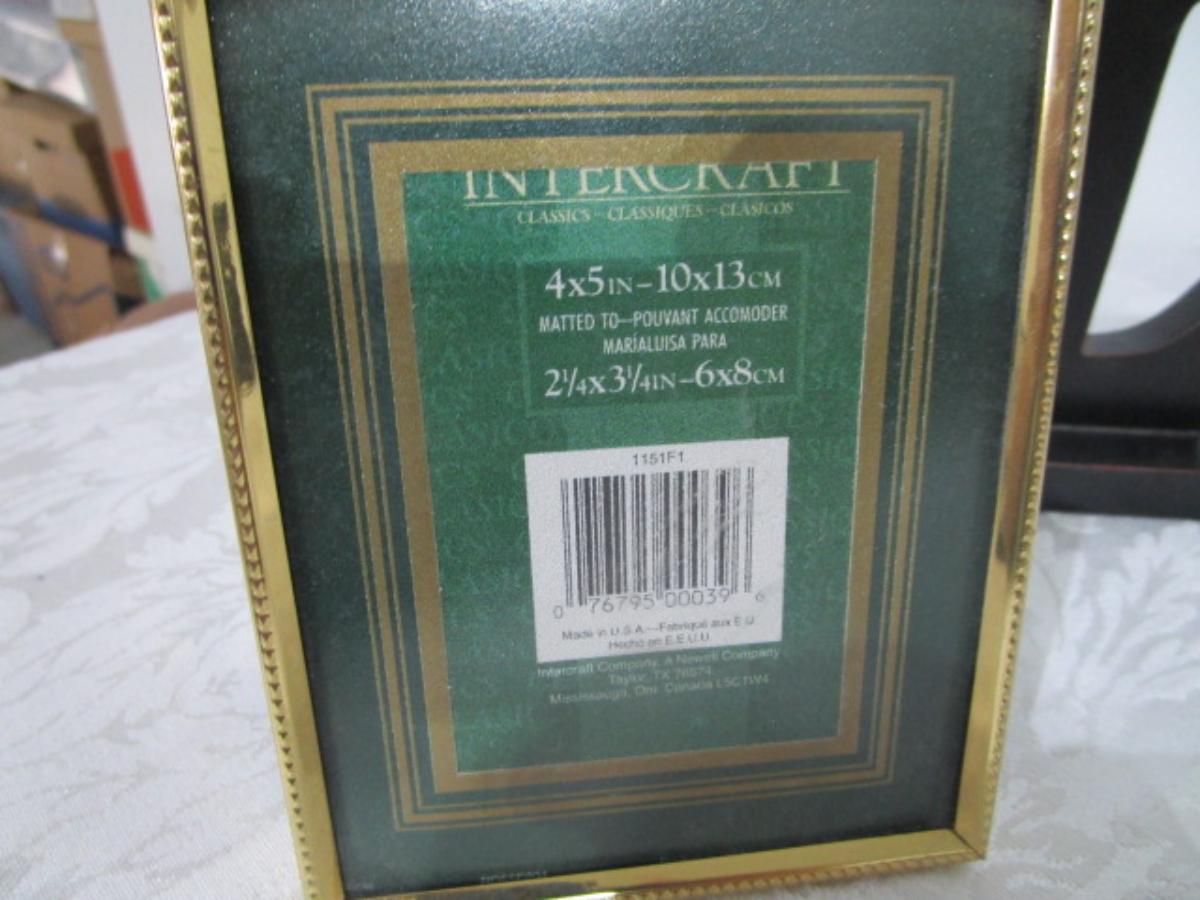 INTERCRAFT
CLASSICS - CLASSIQUES - CLÁSICOS
4x5IN-10x13CM
MATTED TO—POUVANT ACCOMODER
MARÍALUISA PARA
2¼x3¼IN-6x8CM
1151F1
0 76795 00039 6
Made in U.S.A.—Fabriqué aux E.U.
Hecho en E.E.U.U.
Intercraft Company, A Newell Company
Taylor, TX 76574
Mississauga, Ont. Canada L5C1W4